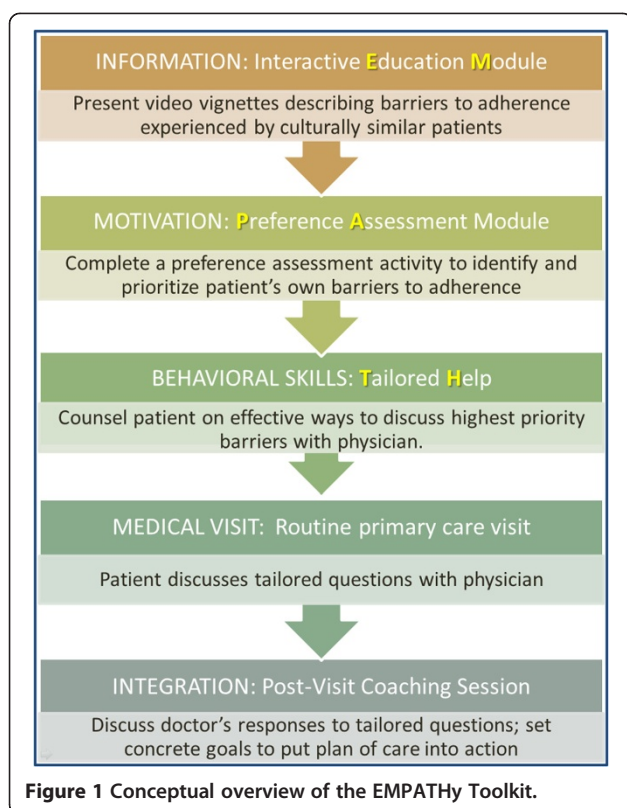 INFORMATION: Interactive Education Module
Present video vignettes describing barriers to adherence
experienced by culturally similar patients
MOTIVATION: Preference Assessment Module
Complete a preference assessment activity to identify and
prioritize patient's own barriers to adherence
BEHAVIORAL SKILLS: Tailored Help
Counsel patient on effective ways to discuss highest priority
barriers with physician.
MEDICAL VISIT: Routine primary care visit
Patient discusses tailored questions with physician
INTEGRATION: Post-Visit Coaching Session
Discuss doctor's responses to tailored questions; set
concrete goals to put plan of care into action
Figure 1 Conceptual overview of the EMPATHy Toolkit.